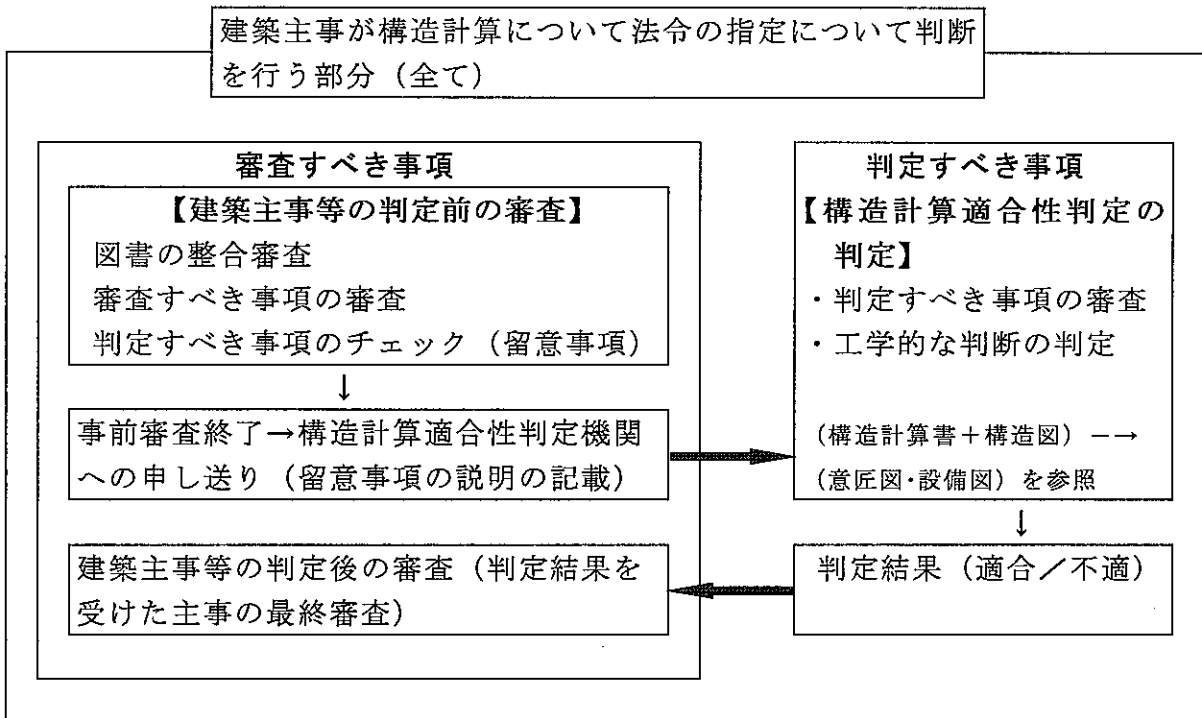 建築主事が構造計算について法令の指定について判断
を行う部分（全て）
審査すべき事項
【建築主事等の判定前の審査】
図書の整合審査
審査すべき事項の審査
判定すべき事項のチェック（留意事項）
↓
事前審査終了→構造計算適合性判定機関
への申し送り（留意事項の説明の記載）
建築主事等の判定後の審査（判定結果を
受けた主事の最終審査）
判定すべき事項
【構造計算適合性判定の
判定】
・判定すべき事項の審査
・工学的な判断の判定
（構造計算書＋構造図）―→
（意匠図・設備図）を参照
↓
判定結果（適合／不適）